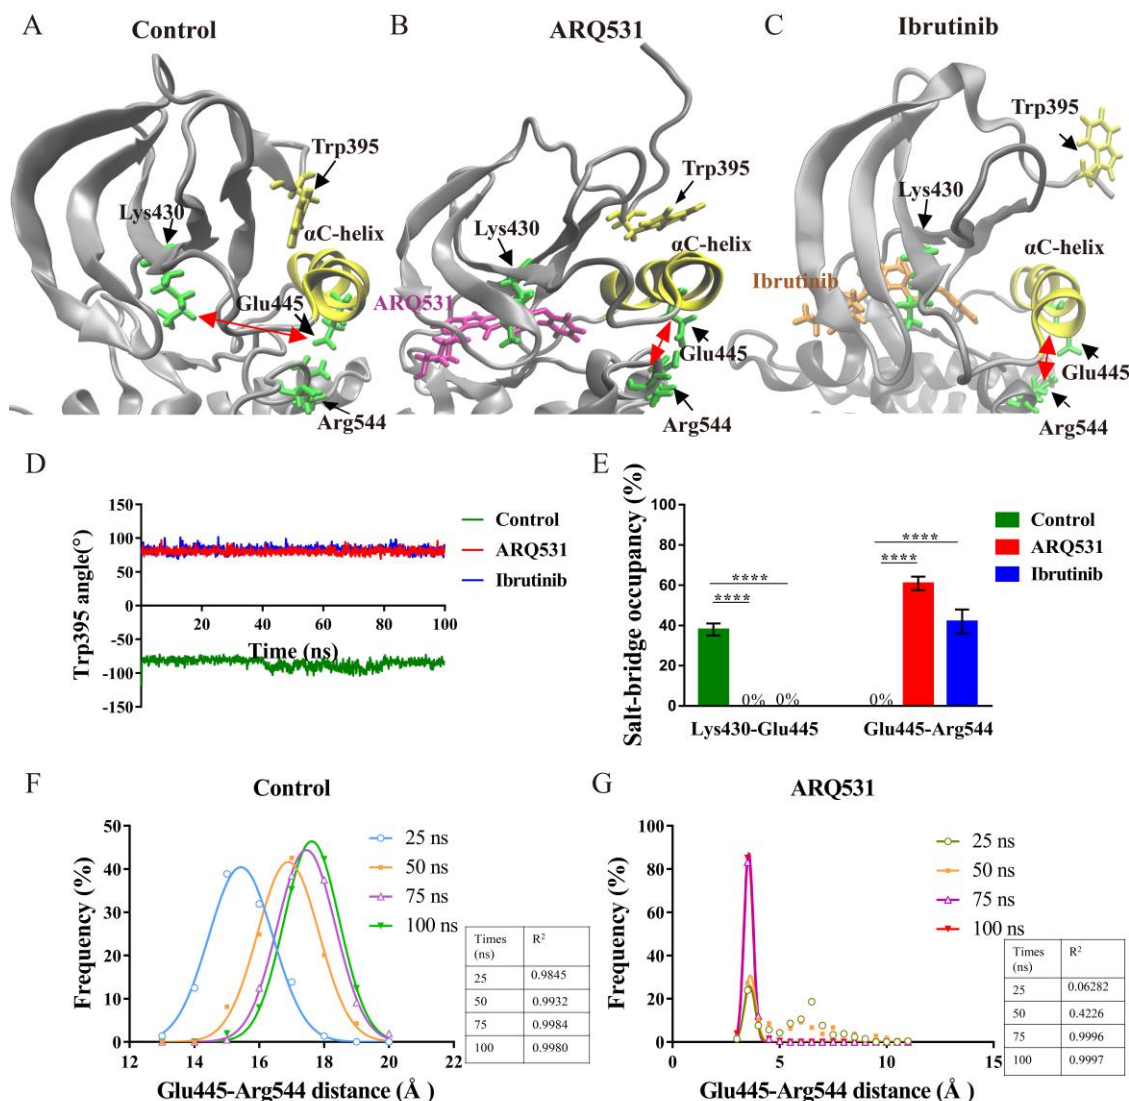 A
Control
B
ARQ531
C
Ibrutinib
Trp395
Lys430
αC-helix
Glu445
Arg544
Trp395
Lys430
αC-helix
ARQ531
Glu445
Arg544
Trp395
Lys430
αC-helix
Ibrutinib
Glu445
Arg544
D
Trp395 angle(°)
150
100
50
0
-50
-100
-150
20
40
60
80
100
Time (ns)
Control
ARQ531
Ibrutinib
E
Salt-bridge occupancy (%)
100
80
60
40
20
0
****
****
0%
0%
****
****
0%
Lys430-Glu445
Glu445-Arg544
Control
ARQ531
Ibrutinib
F
Control
Frequency (%)
50
40
30
20
10
0
12
14
16
18
20
22
Glu445-Arg544 distance (Å)
25 ns
50 ns
75 ns
100 ns
Times (ns) R²
25 0.9845
50 0.9932
75 0.9984
100 0.9980
G
ARQ531
Frequency (%)
100
80
60
40
20
0
0
5
10
15
Glu445-Arg544 distance (Å)
25 ns
50 ns
75 ns
100 ns
Times (ns) R²
25 0.06282
50 0.4226
75 0.9996
100 0.9997